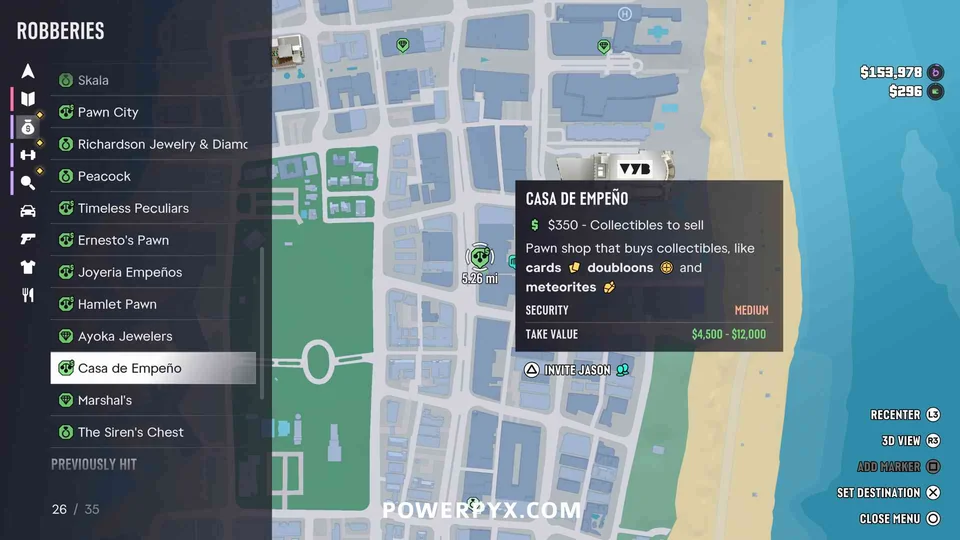 ROBBERIES
Skala
Pawn City
Richardson Jewelry & Diamo
Peacock
Timeless Peculiars
Ernesto's Pawn
Joyeria Empeños
Hamlet Pawn
Ayoka Jewelers
Casa de Empeño
Marshal's
The Siren's Chest
PREVIOUSLY HIT
26 / 35
H
VYB
5.26 mi
CASA DE EMPEÑO
$ $350 - Collectibles to sell
Pawn shop that buys collectibles, like
cards doubloons and
meteorites
SECURITY MEDIUM
TAKE VALUE $4,500 - $12,000
INVITE JASON
$153,978
$296
RECENTER L3
3D VIEW R3
ADD MARKER
SET DESTINATION
CLOSE MENU
POWERPYX.COM